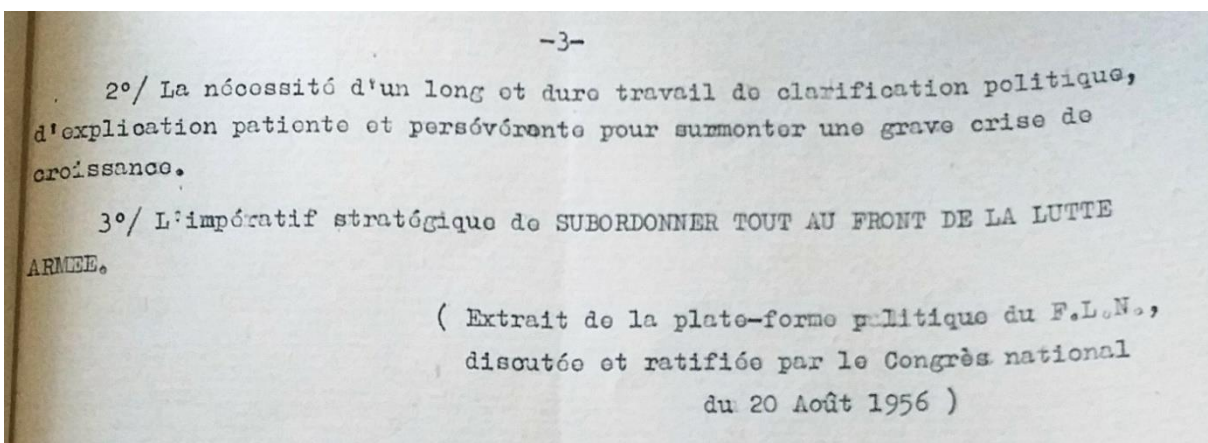 -3-
2°/ La nécessité d'un long et dure travail de clarification politique,
d'explication patiente et persévérante pour surmonter une grave crise de
croissance.
3°/ L'impératif stratégique de SUBORDONNER TOUT AU FRONT DE LA LUTTE
ARMEE.
( Extrait de la plate-forme politique du F.L.N.,
discutée et ratifiée par le Congrès national
du 20 Août 1956 )